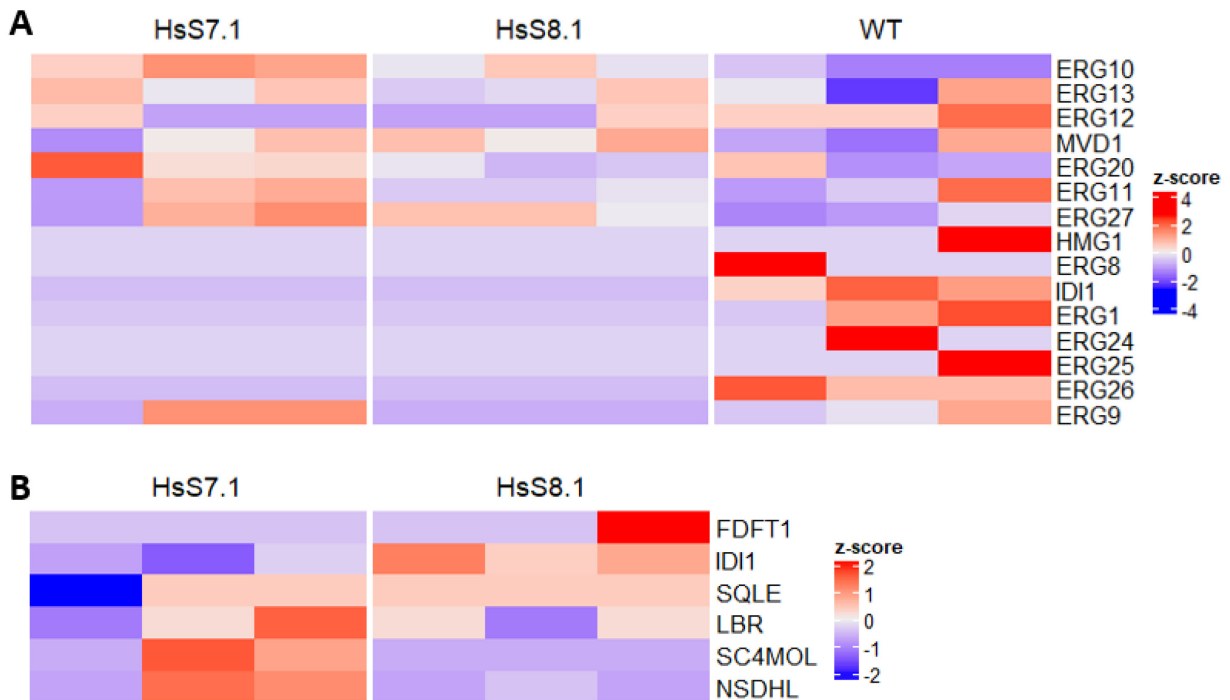 A
HsS7.1 HsS8.1 WT
ERG10
ERG13
ERG12
MVD1
ERG20
ERG11
ERG27
HMG1
ERG8
IDI1
ERG1
ERG24
ERG25
ERG26
ERG9
z-score
4
2
0
-2
-4
B
HsS7.1 HsS8.1
FDFT1
IDI1
SQLE
LBR
SC4MOL
NSDHL
z-score
2
1
0
-1
-2